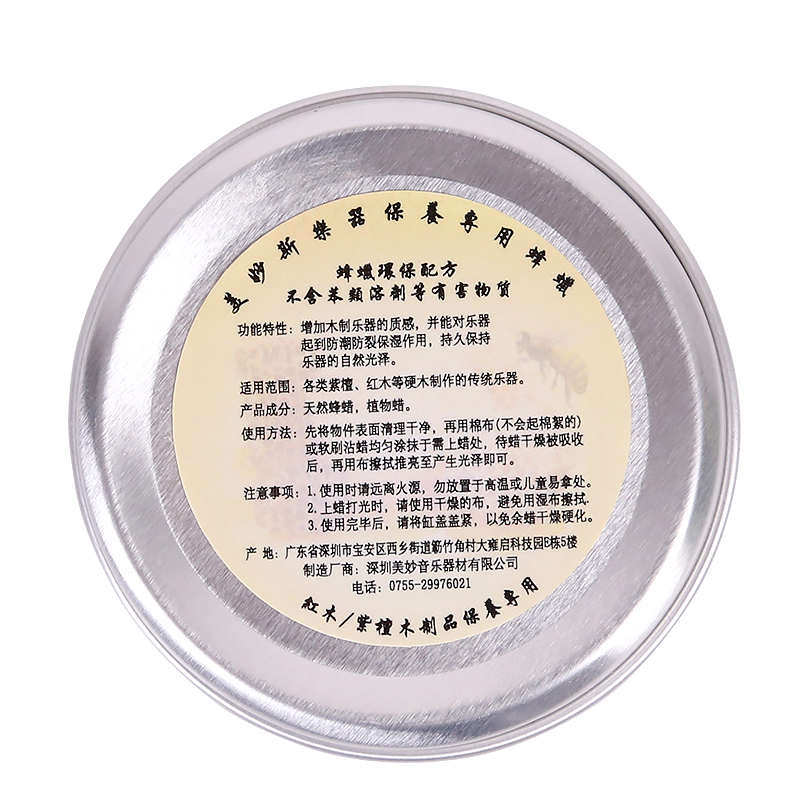 美妙斯樂器保養專用蜂蠟
蜂蠟環保配方
不含苯類溶剤等有害物质
功能特性：增加木制乐器的质感，并能对乐器
起到防潮防裂保湿作用，持久保持
乐器的自然光泽。
适用范围：各类紫檀、红木等硬木制作的传统乐器。
产品成分：天然蜂蜡，植物蜡。
使用方法：先将物件表面清理干净，再用棉布(不会起棉絮的)
或软刷沾蜡均匀涂抹于需上蜡处，待蜡干燥被吸收
后，再用布擦拭推亮至产生光泽即可。
注意事项：1.使用时请远离火源，勿放置于高温或儿童易拿处。
2.上蜡打光时，请使用干燥的布，避免用湿布擦拭.
3.使用完毕后，请将缸盖盖紧，以免余蜡干燥硬化。
产 地：广东省深圳市宝安区西乡街道簕竹角村大雍启科技园E栋5楼
制造厂商：深圳美妙音乐器材有限公司
电话：0755-29976021
紅木/紫檀木制品保養專用